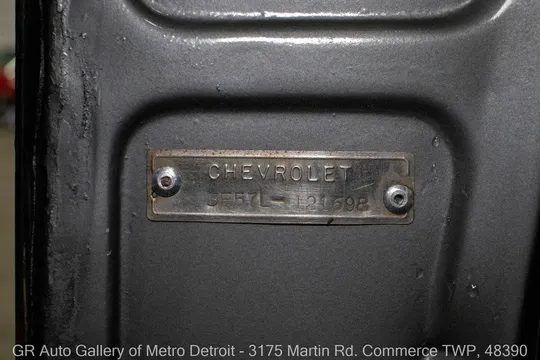 CHEVROLET
GR Auto Gallery of Metro Detroit - 3175 Martin Rd. Commerce TWP, 48390